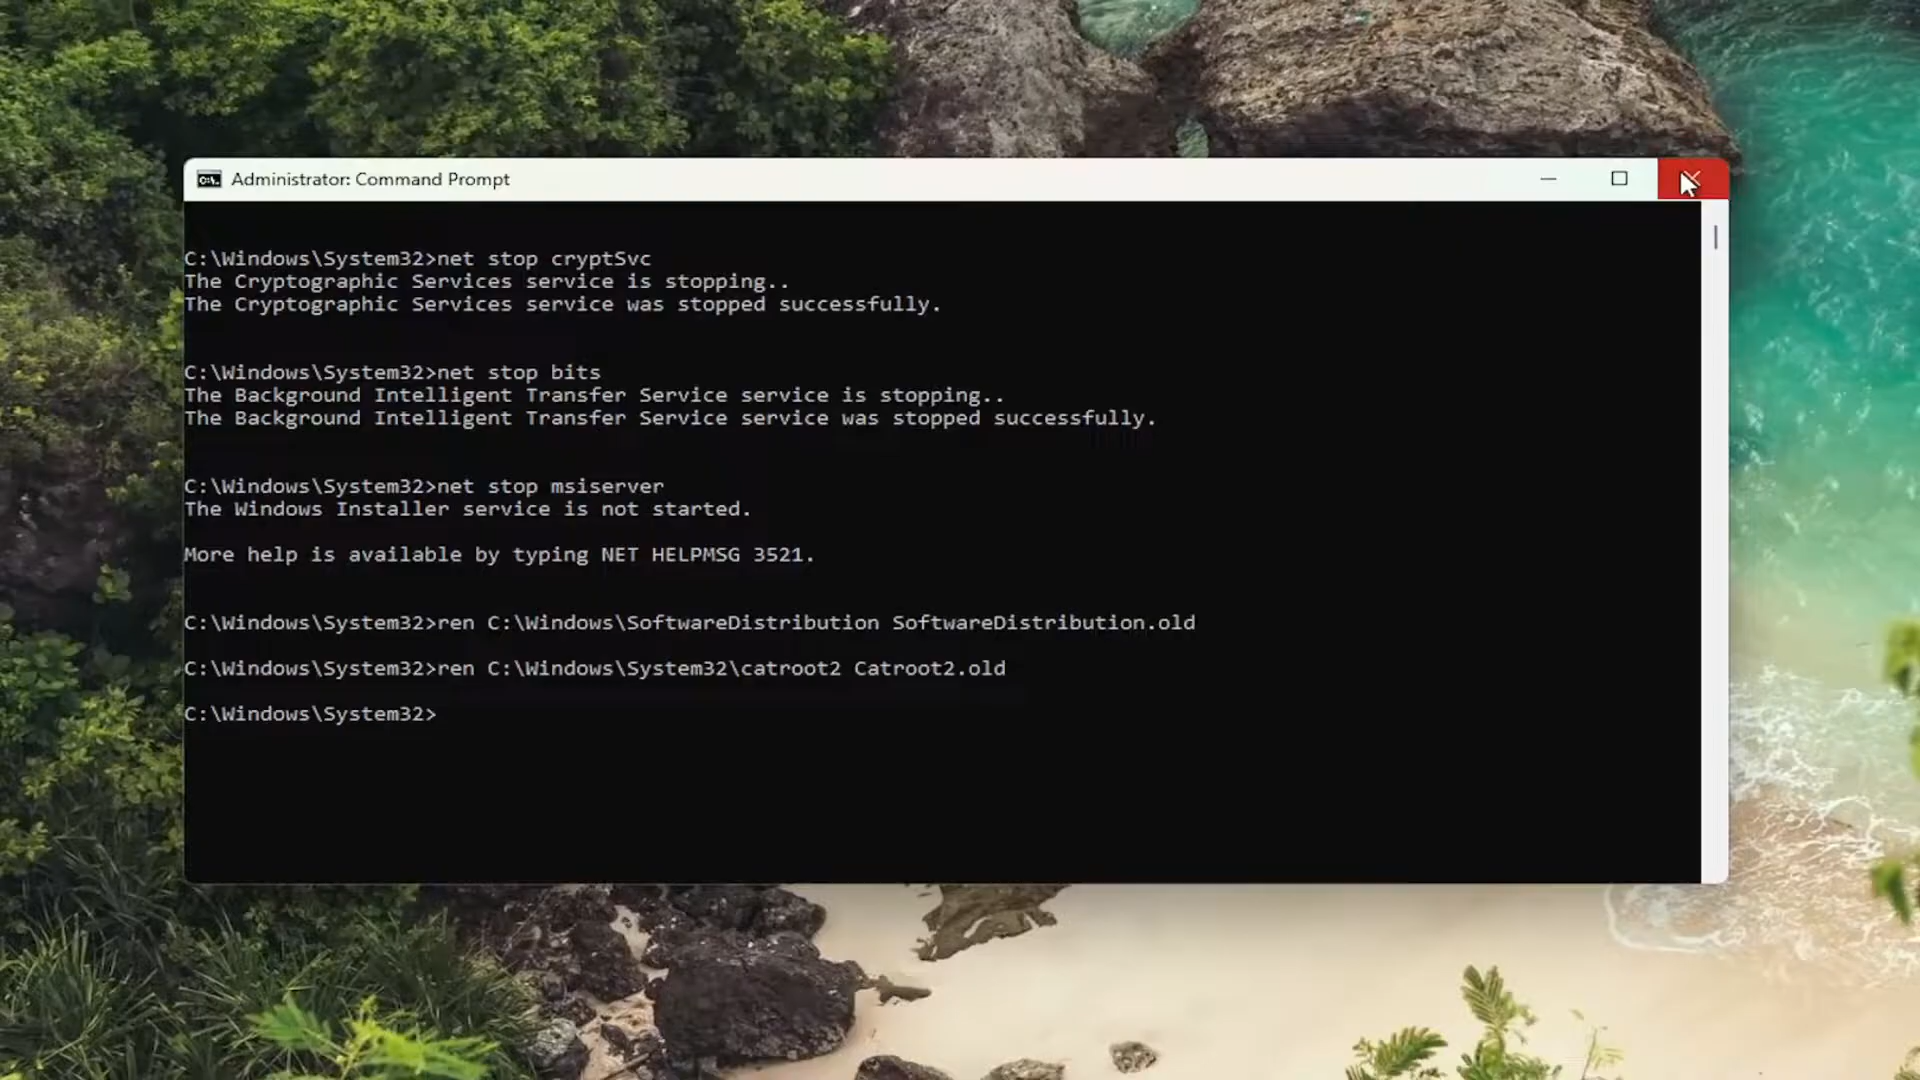 Administrator: Command Prompt
C:\Windows\System32>net stop cryptSvc
The Cryptographic Services service is stopping..
The Cryptographic Services service was stopped successfully.
C:\Windows\System32>net stop bits
The Background Intelligent Transfer Service service is stopping..
The Background Intelligent Transfer Service service was stopped successfully.
C:\Windows\System32>net stop msiserver
The Windows Installer service is not started.
More help is available by typing NET HELPMSG 3521.
C:\Windows\System32>ren C:\Windows\SoftwareDistribution SoftwareDistribution.old
C:\Windows\System32>ren C:\Windows\System32\catroot2 Catroot2.old
C:\Windows\System32>